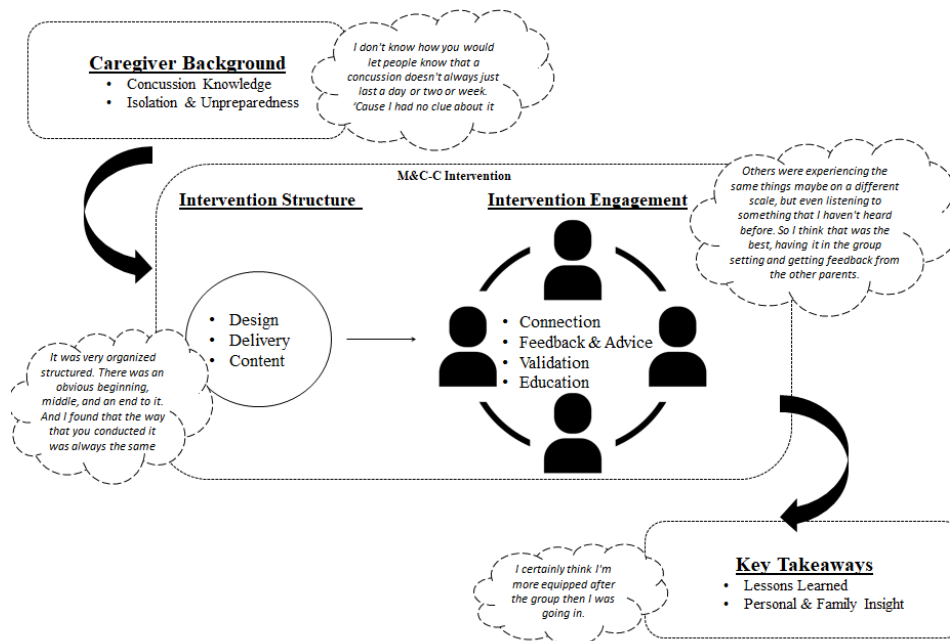 Caregiver Background
• Concussion Knowledge
• Isolation & Unpreparedness
I don't know how you would
let people know that a
concussion doesn't always just
last a day or two or week.
'Cause I had no clue about it
M&C-C Intervention
Intervention Structure
• Design
• Delivery
• Content
It was very organized
structured. There was an
obvious beginning,
middle, and an end to it.
And I found that the way
that you conducted it
was always the same
Intervention Engagement
• Connection
• Feedback & Advice
• Validation
• Education
Others were experiencing the
same things maybe on a different
scale, but even listening to
something that I haven't heard
before. So I think that was the
best, having it in the group
setting and getting feedback from
the other parents.
I certainly think I'm
more equipped after
the group then I was
going in.
Key Takeaways
• Lessons Learned
• Personal & Family Insight